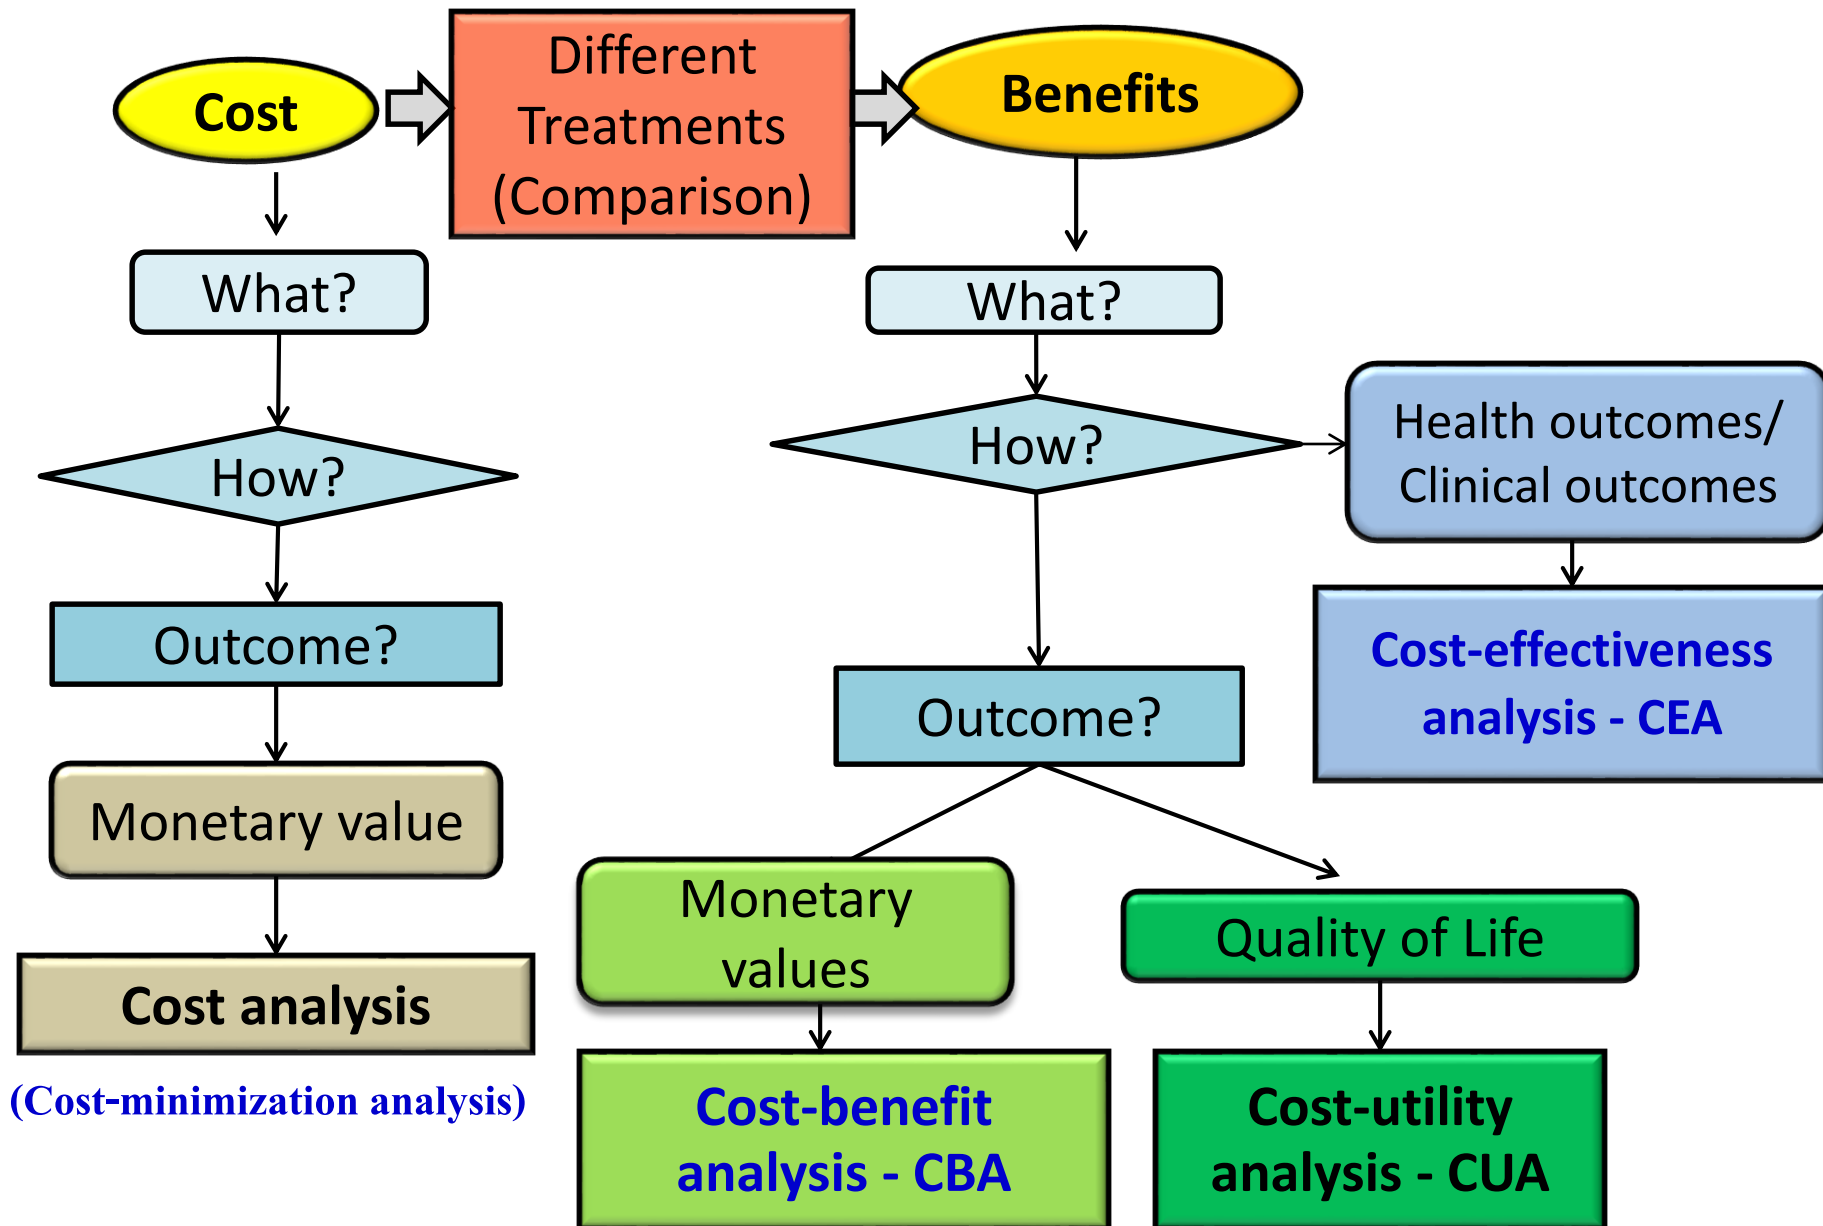 Cost
Different
Treatments
(Comparison)
Benefits
What?
How?
Outcome?
Monetary value
Cost analysis
(Cost-minimization analysis)
What?
How?
Health outcomes/
Clinical outcomes
Cost-effectiveness
analysis - CEA
Outcome?
Monetary
values
Cost-benefit
analysis - CBA
Quality of Life
Cost-utility
analysis - CUA